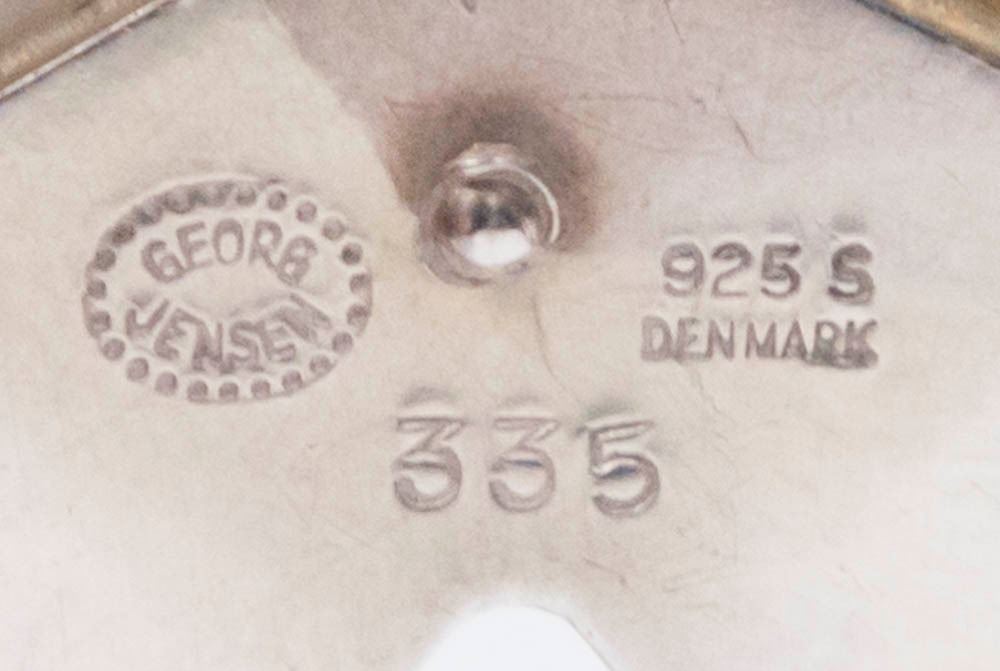 GEORG
JENSEN
925 S
DENMARK
335